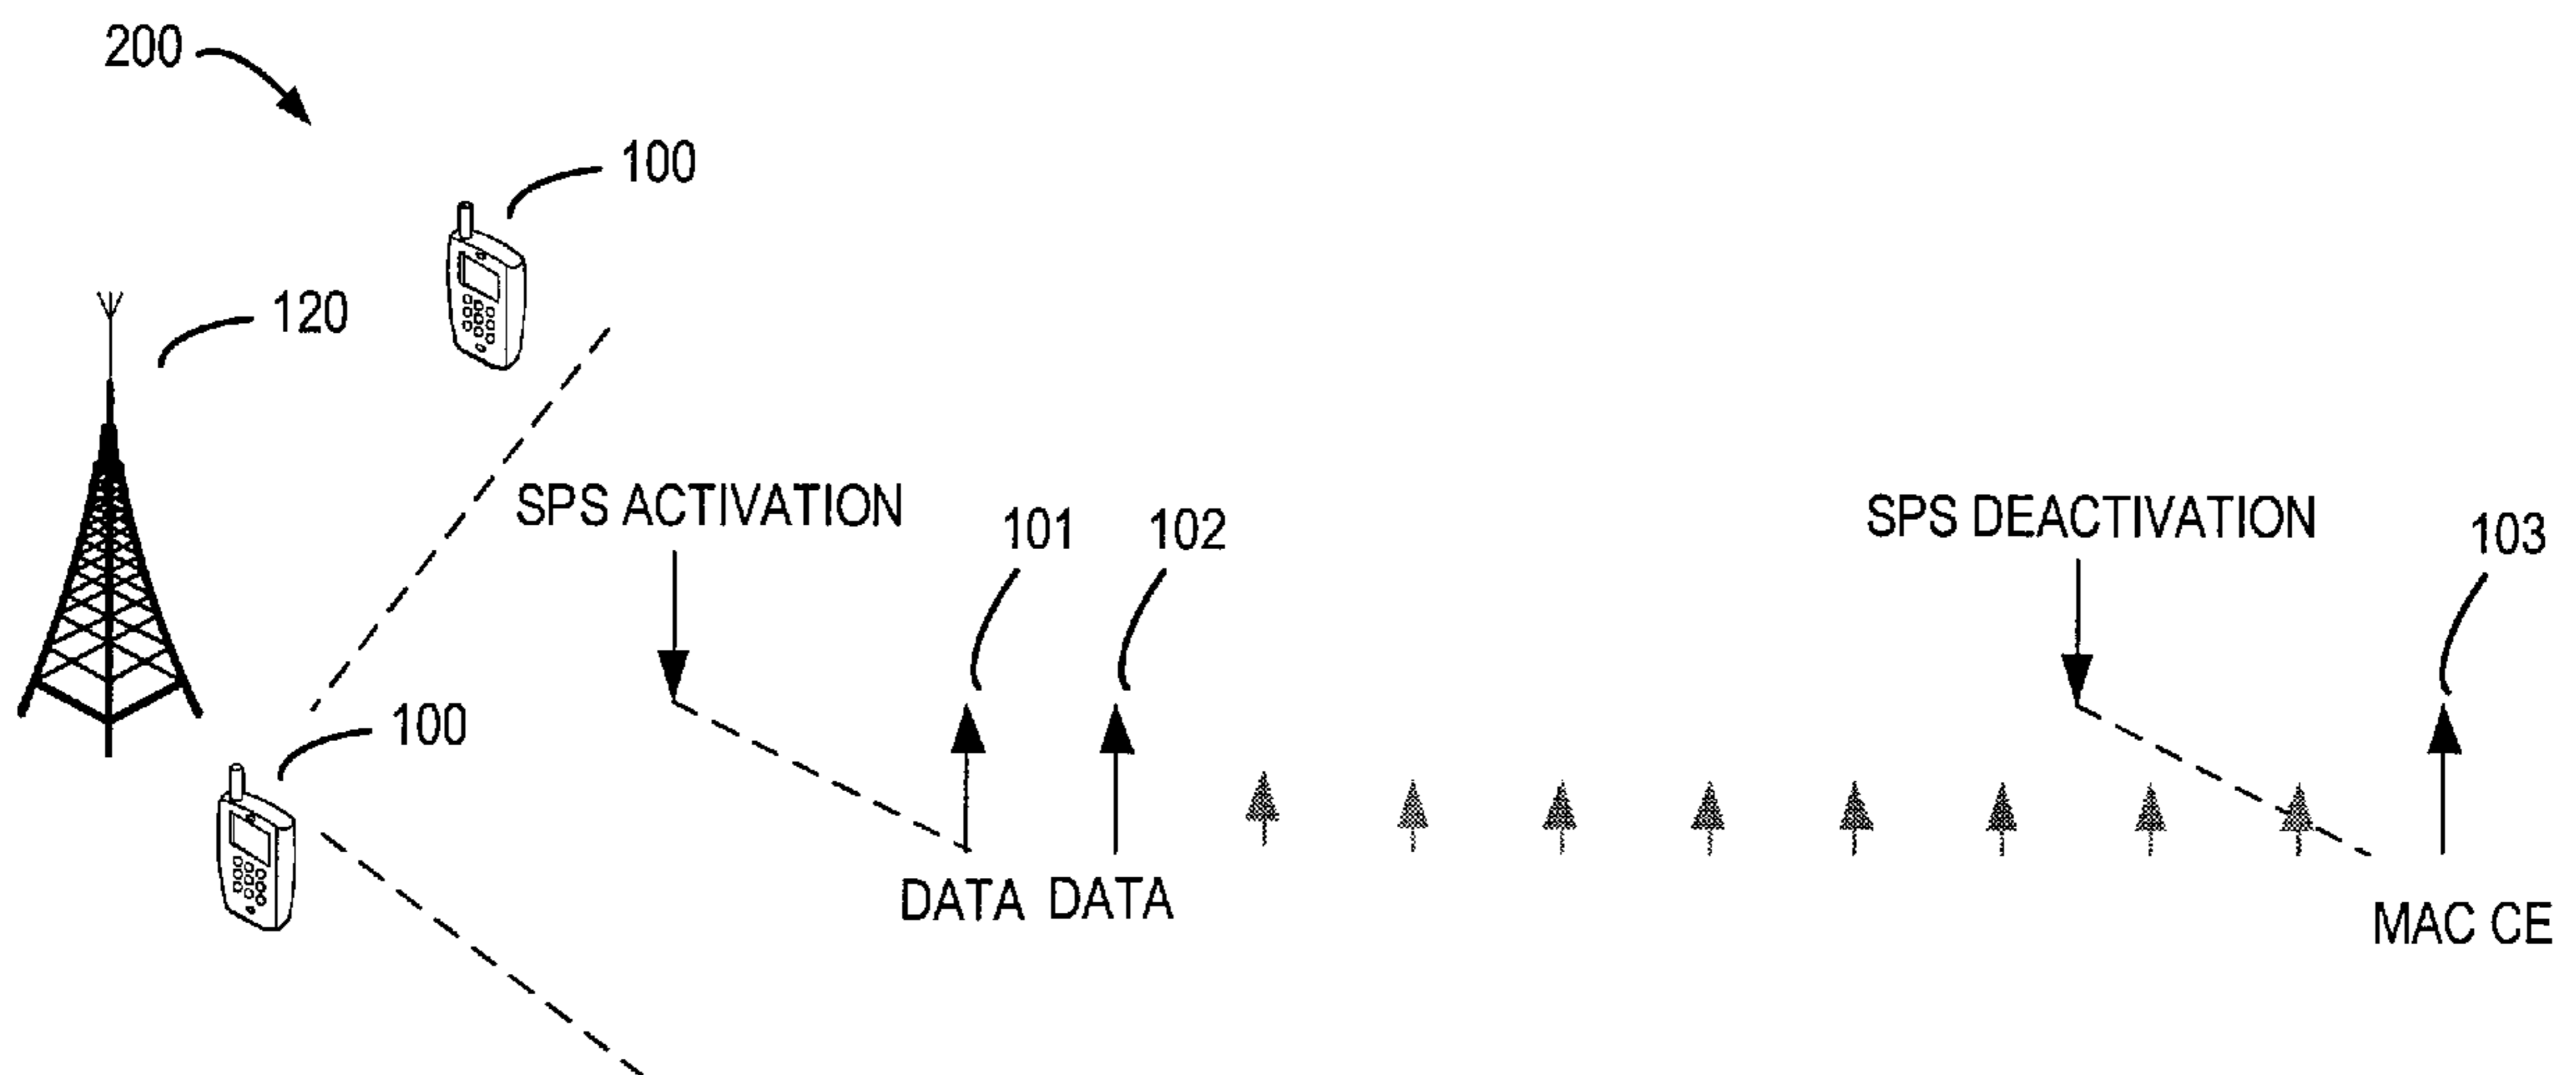 200
100
120
SPS ACTIVATION
101
102
SPS DEACTIVATION
103
100
DATA DATA
MAC CE